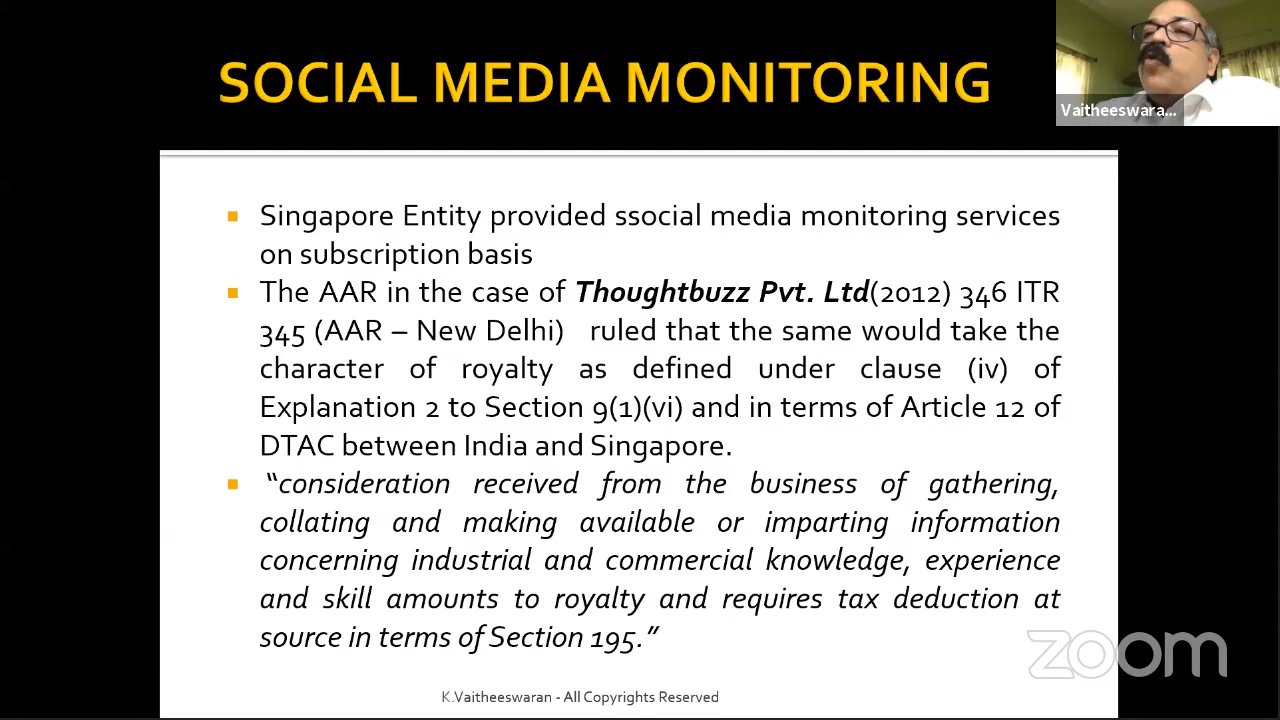 SOCIAL MEDIA MONITORING
Vaitheeswara...
Singapore Entity provided ssocial media monitoring services
on subscription basis
The AAR in the case of Thoughtbuzz Pvt. Ltd(2012) 346 ITR
345 (AAR – New Delhi) ruled that the same would take the
character of royalty as defined under clause (iv) of
Explanation 2 to Section 9(1)(vi) and in terms of Article 12 of
DTAC between India and Singapore.
“consideration received from the business of gathering,
collating and making available or imparting information
concerning industrial and commercial knowledge, experience
and skill amounts to royalty and requires tax deduction at
source in terms of Section 195.”
zoom
K.Vaitheeswaran - All Copyrights Reserved